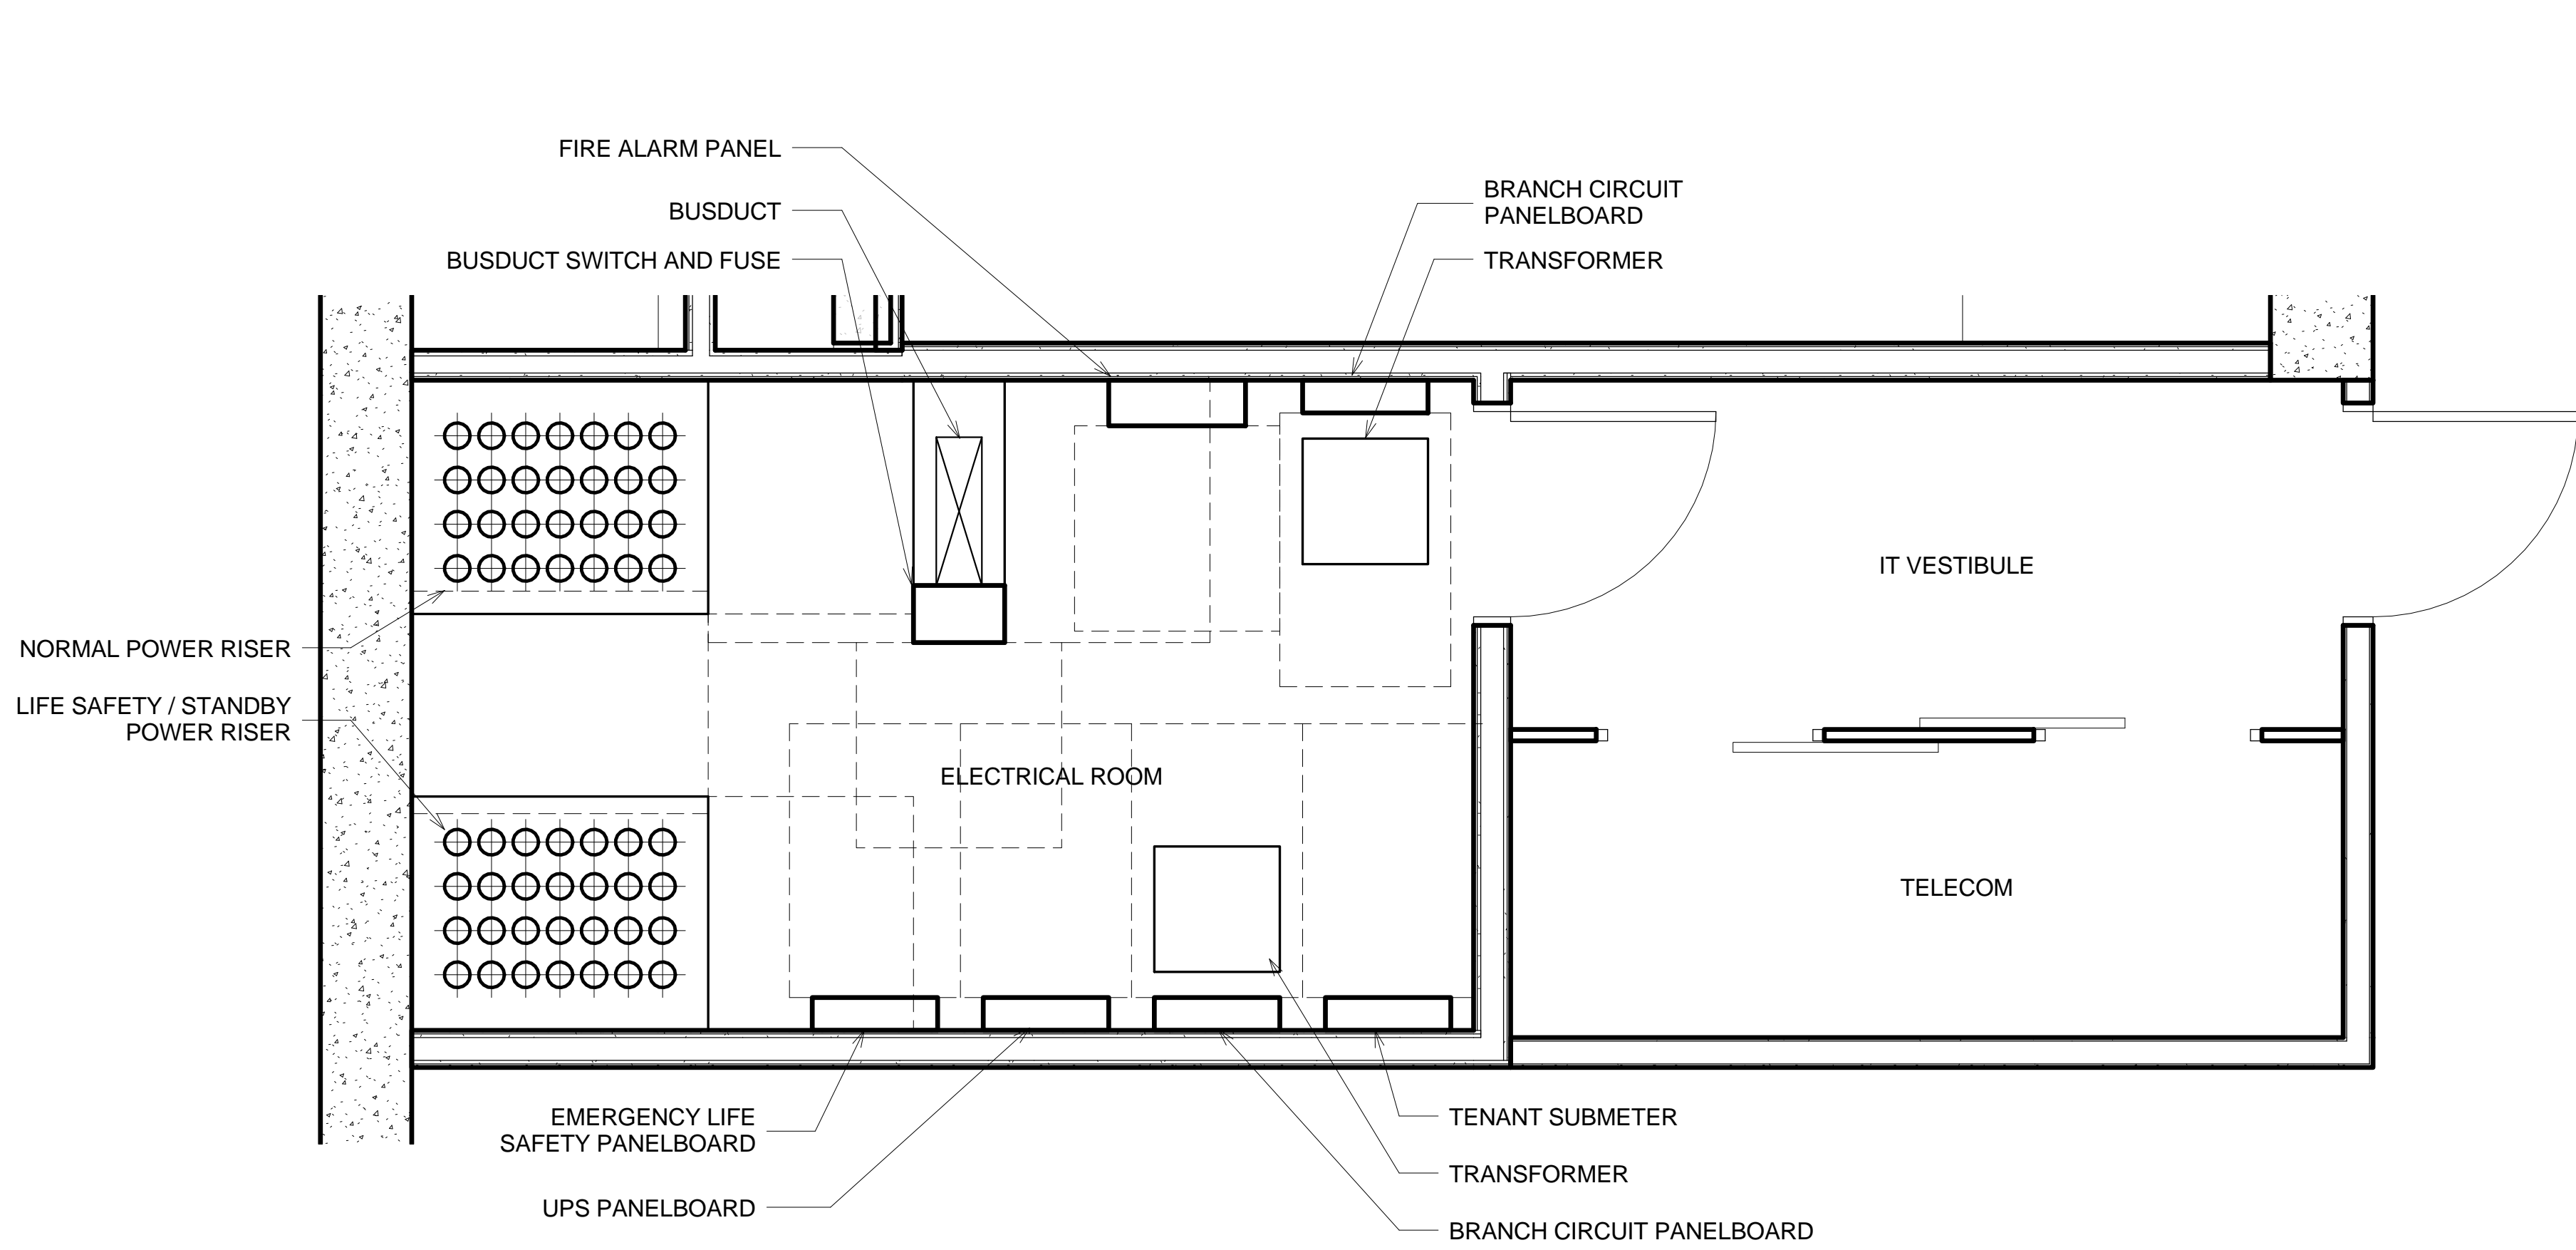 FIRE ALARM PANEL
BUSDUCT
BUSDUCT SWITCH AND FUSE
BRANCH CIRCUIT
PANELBOARD
TRANSFORMER
NORMAL POWER RISER
LIFE SAFETY / STANDBY
POWER RISER
IT VESTIBULE
ELECTRICAL ROOM
TELECOM
EMERGENCY LIFE
SAFETY PANELBOARD
UPS PANELBOARD
TENANT SUBMETER
TRANSFORMER
BRANCH CIRCUIT PANELBOARD